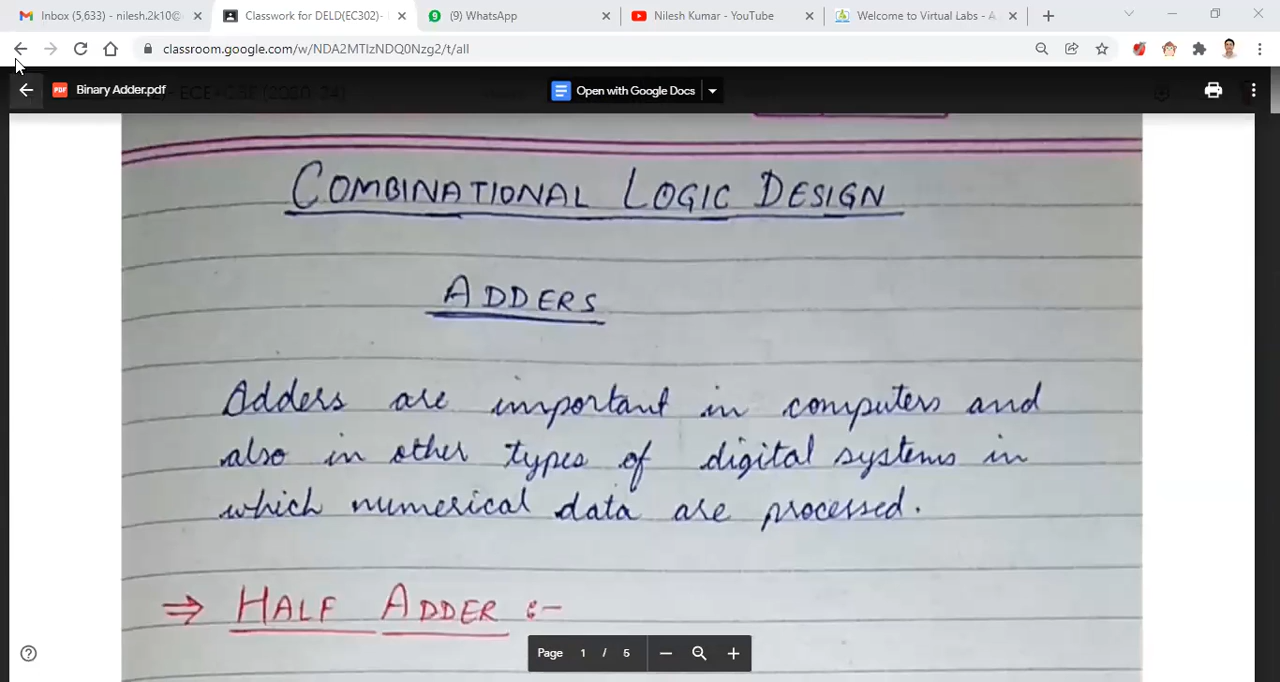 Inbox (5,633) - nilesh.2k10@
Classwork for DELD(EC302)-
(9) WhatsApp
Nilesh Kumar - YouTube
Welcome to Virtual Labs - A
classroom.google.com/w/NDA2MTIzNDQ0Nzg2/t/all
PDF
Binary Adder.pdf
Open with Google Docs
COMBINATIONAL LOGIC DESIGN
ADDERS
Adders are important in computers and
also in other types of digital systems in
which numerical data are processed.
⇒ HALF ADDER :-
Page 1 / 5